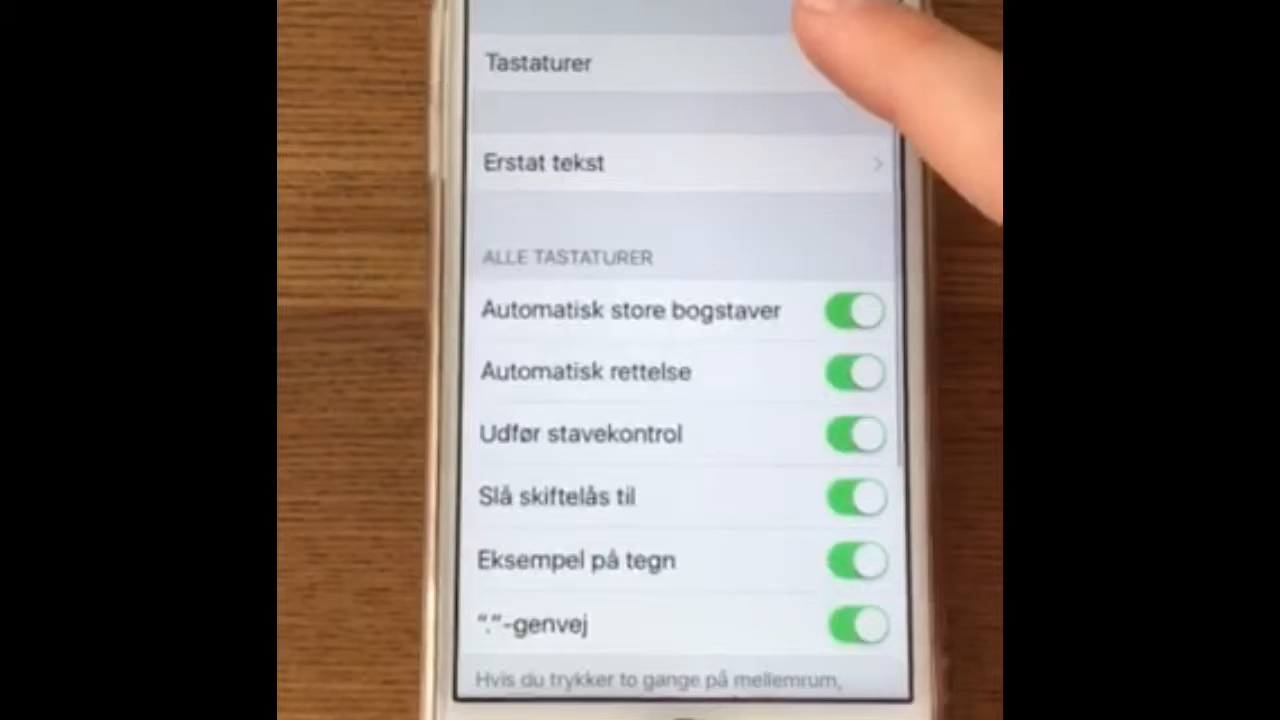 Tastaturer
Erstat tekst
ALLE TASTATURER
Automatisk store bogstaver
Automatisk rettelse
Udfør stavekontrol
Slå skiftelås til
Eksempel på tegn
“.”-genvej
Hvis du trykker to gange på mellemrum,